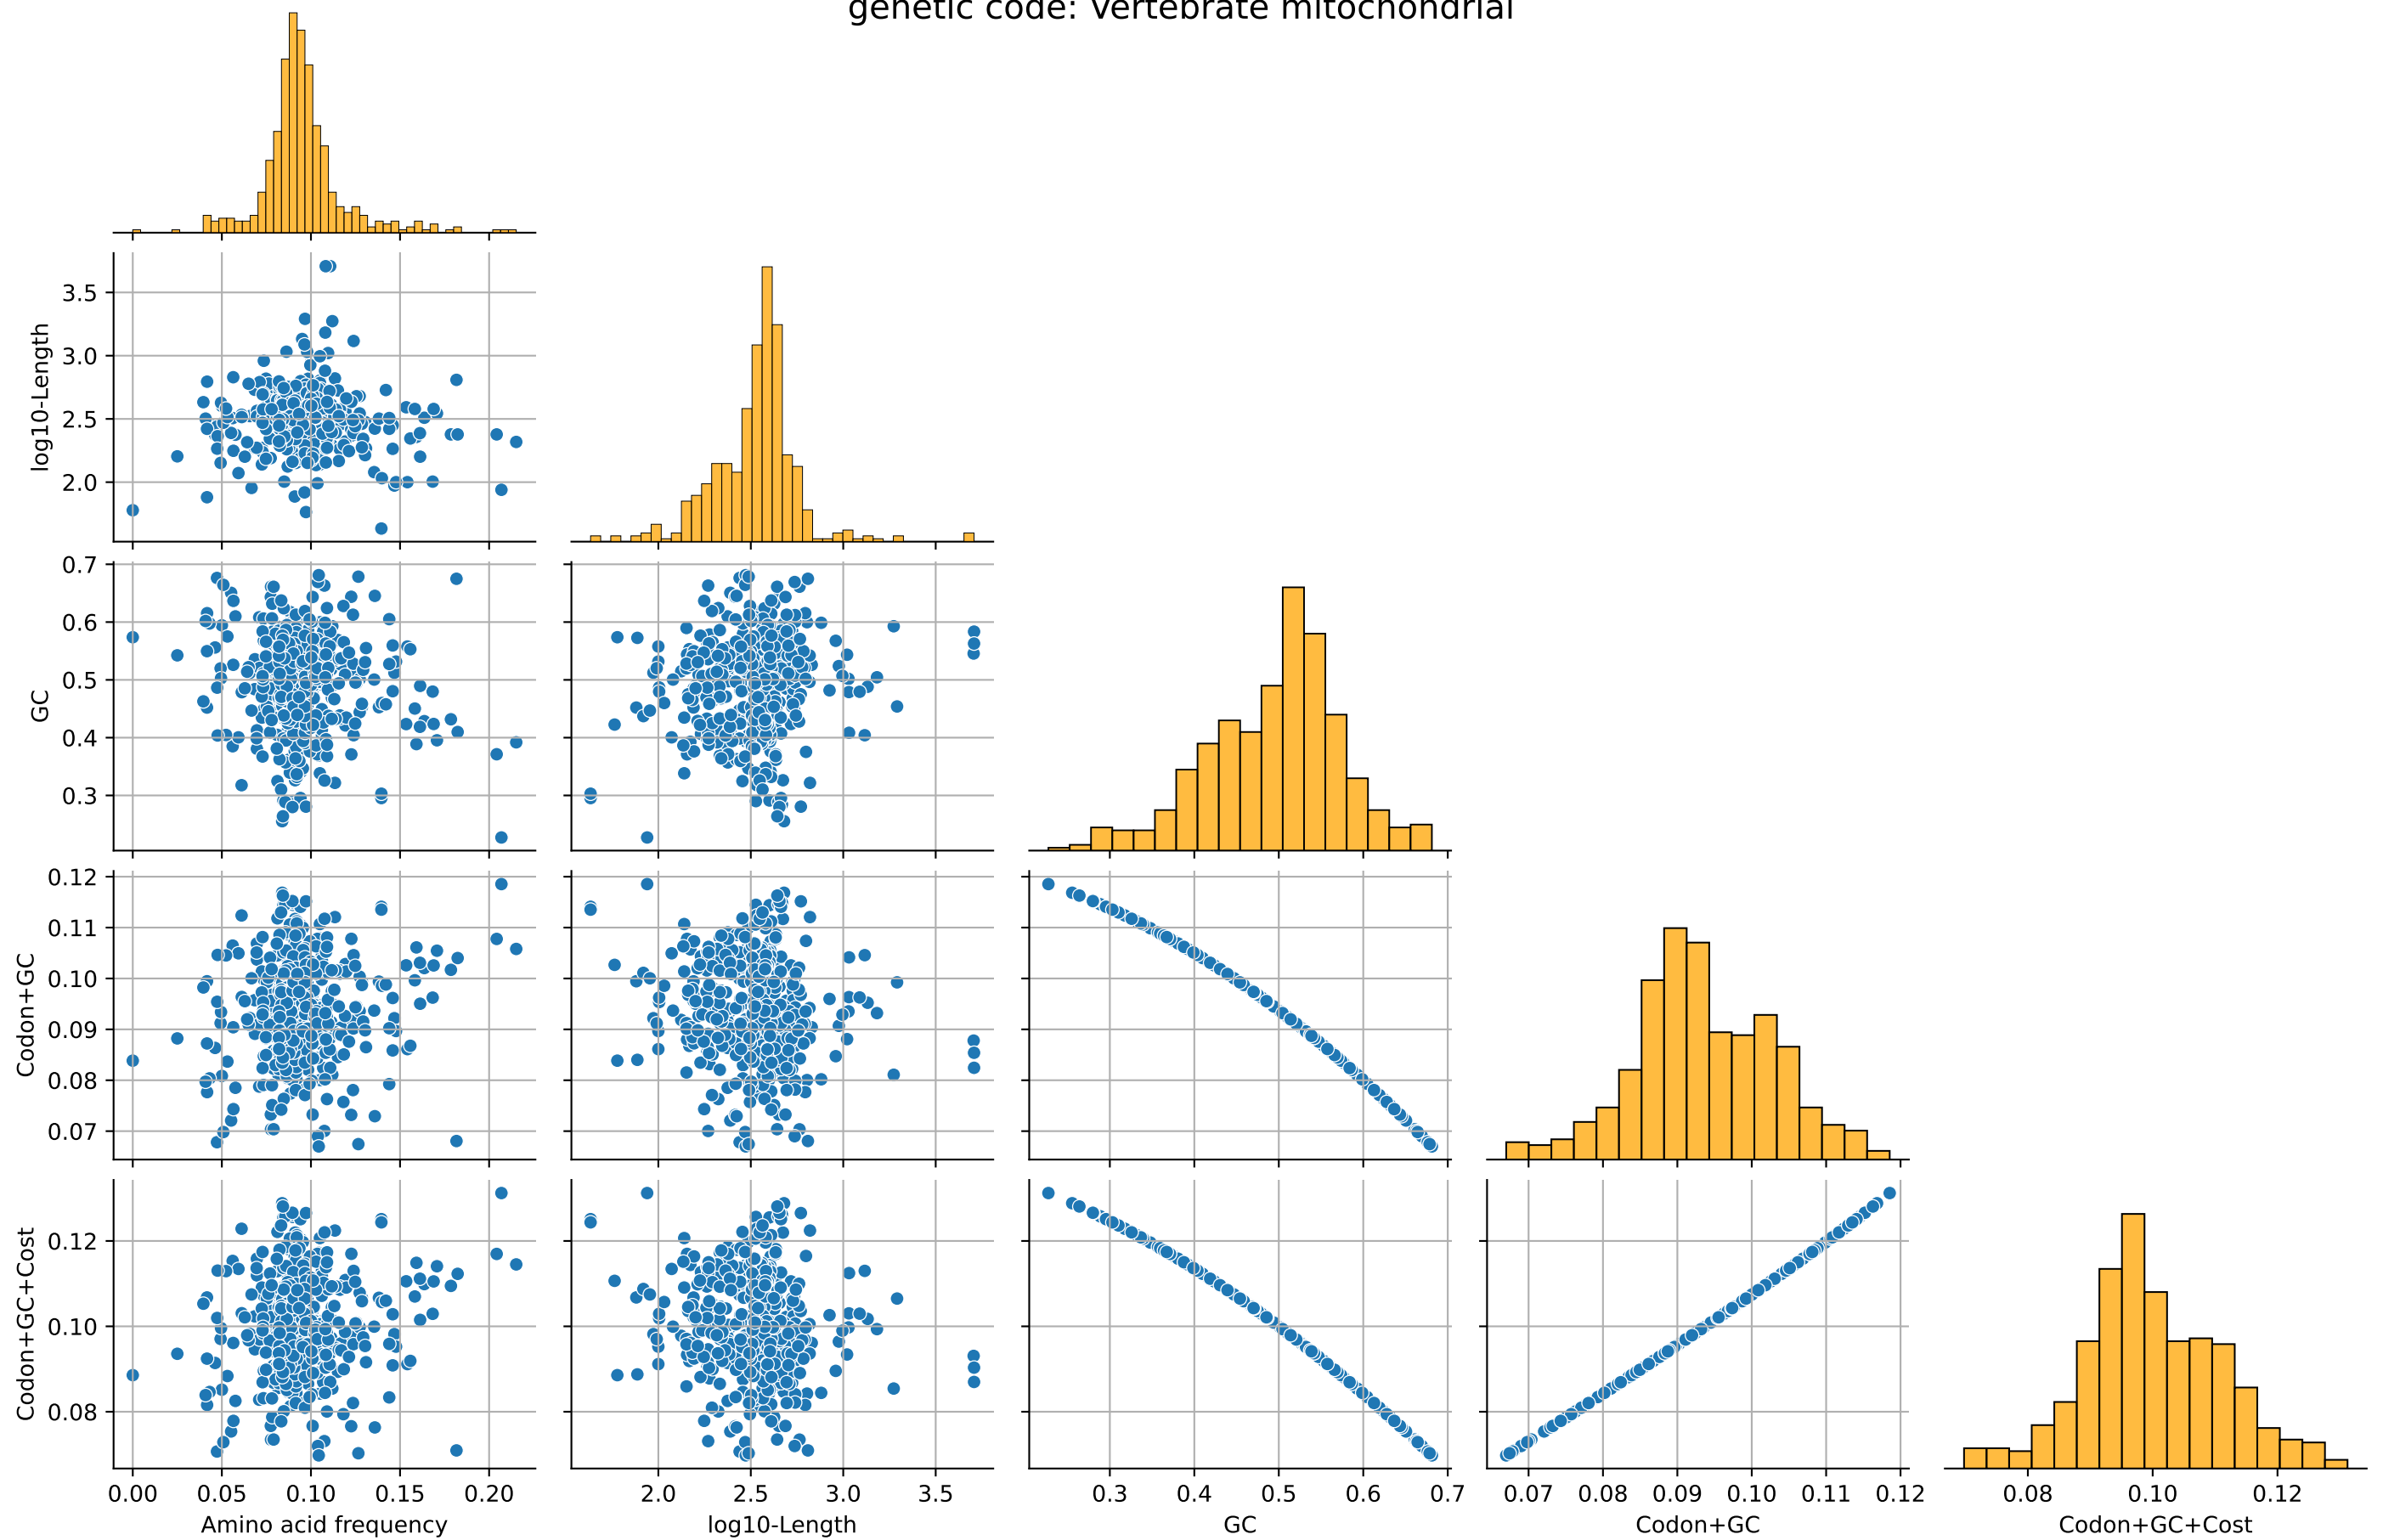 genetic code: Vertebrate mitochondrial
3.5
3.0
2.5
2.0
log10-Length
0.7
0.6
0.5
0.4
0.3
GC
0.12
0.11
0.10
0.09
0.08
0.07
Codon+GC
0.12
0.10
0.08
Codon+GC+Cost
0.00 0.05 0.10 0.15 0.20
2.0 2.5 3.0 3.5
0.3 0.4 0.5 0.6 0.7
0.07 0.08 0.09 0.10 0.11 0.12
0.08 0.10 0.12
Amino acid frequency
log10-Length
GC
Codon+GC
Codon+GC+Cost